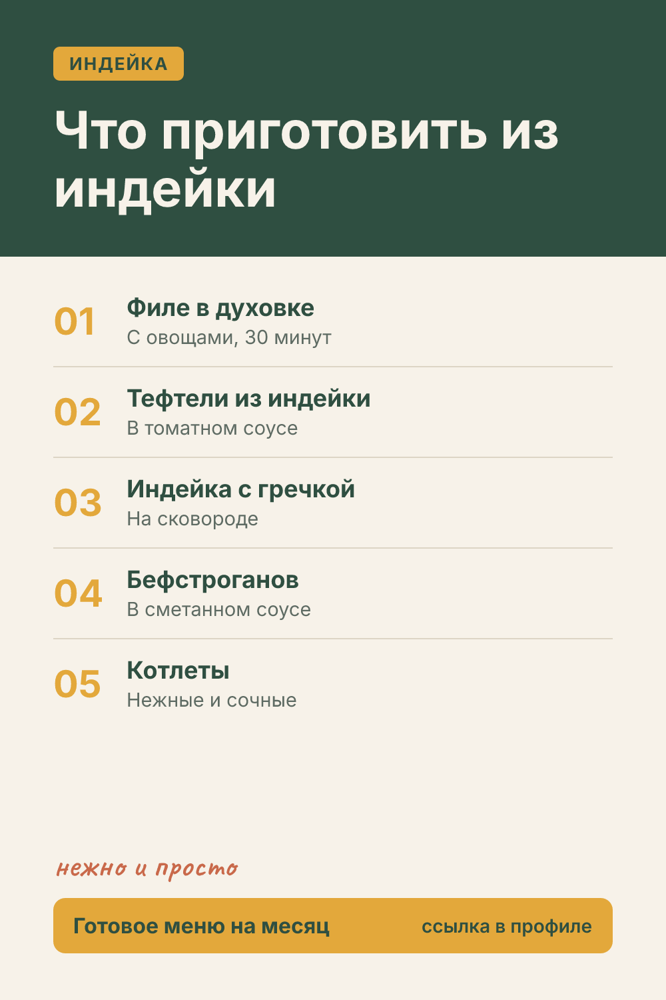 ИНДЕЙКА
Что приготовить из
индейки
01
Филе в духовке
С овощами, 30 минут
02
Тефтели из индейки
В томатном соусе
03
Индейка с гречкой
На сковороде
04
Бефстроганов
В сметанном соусе
05
Котлеты
Нежные и сочные
нежно и просто
Готовое меню на месяц
ссылка в профиле